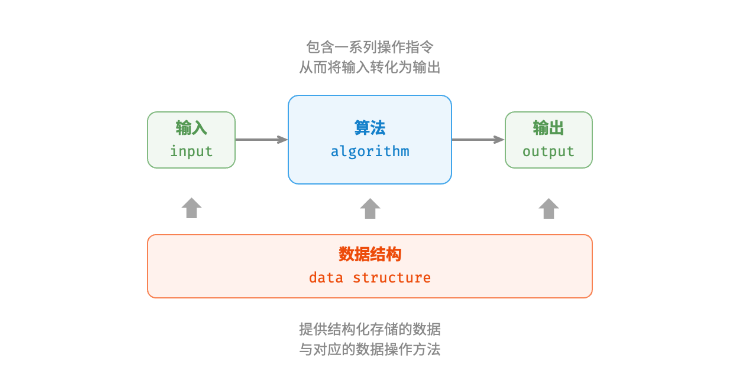 包含一系列操作指令
从而将输入转化为输出
输入
input
算法
algorithm
输出
output
数据结构
data structure
提供结构化存储的数据
与对应的数据操作方法